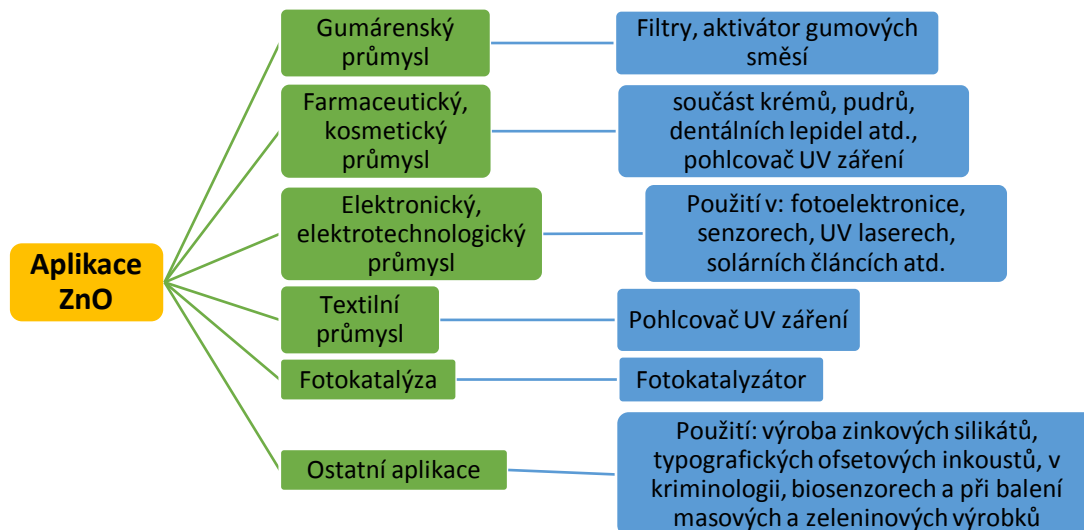 Aplikace
ZnO
Gumárenský
průmysl
Filtry, aktivátor gumových
směsí
Farmaceutický,
kosmetický
průmysl
součást krémů, pudrů,
dentálních lepidel atd.,
pohlcovač UV záření
Elektronický,
elektrotechnologický
průmysl
Použití v: fotoelektronice,
senzorech, UV laserech,
solárních článcích atd.
Textilní
průmysl
Pohlcovač UV záření
Fotokatalýza
Fotokatalyzátor
Ostatní aplikace
Použití: výroba zinkových silikátů,
typografických ofsetových inkoustů, v
kriminologii, biosenzorech a při balení
masových a zeleninových výrobků